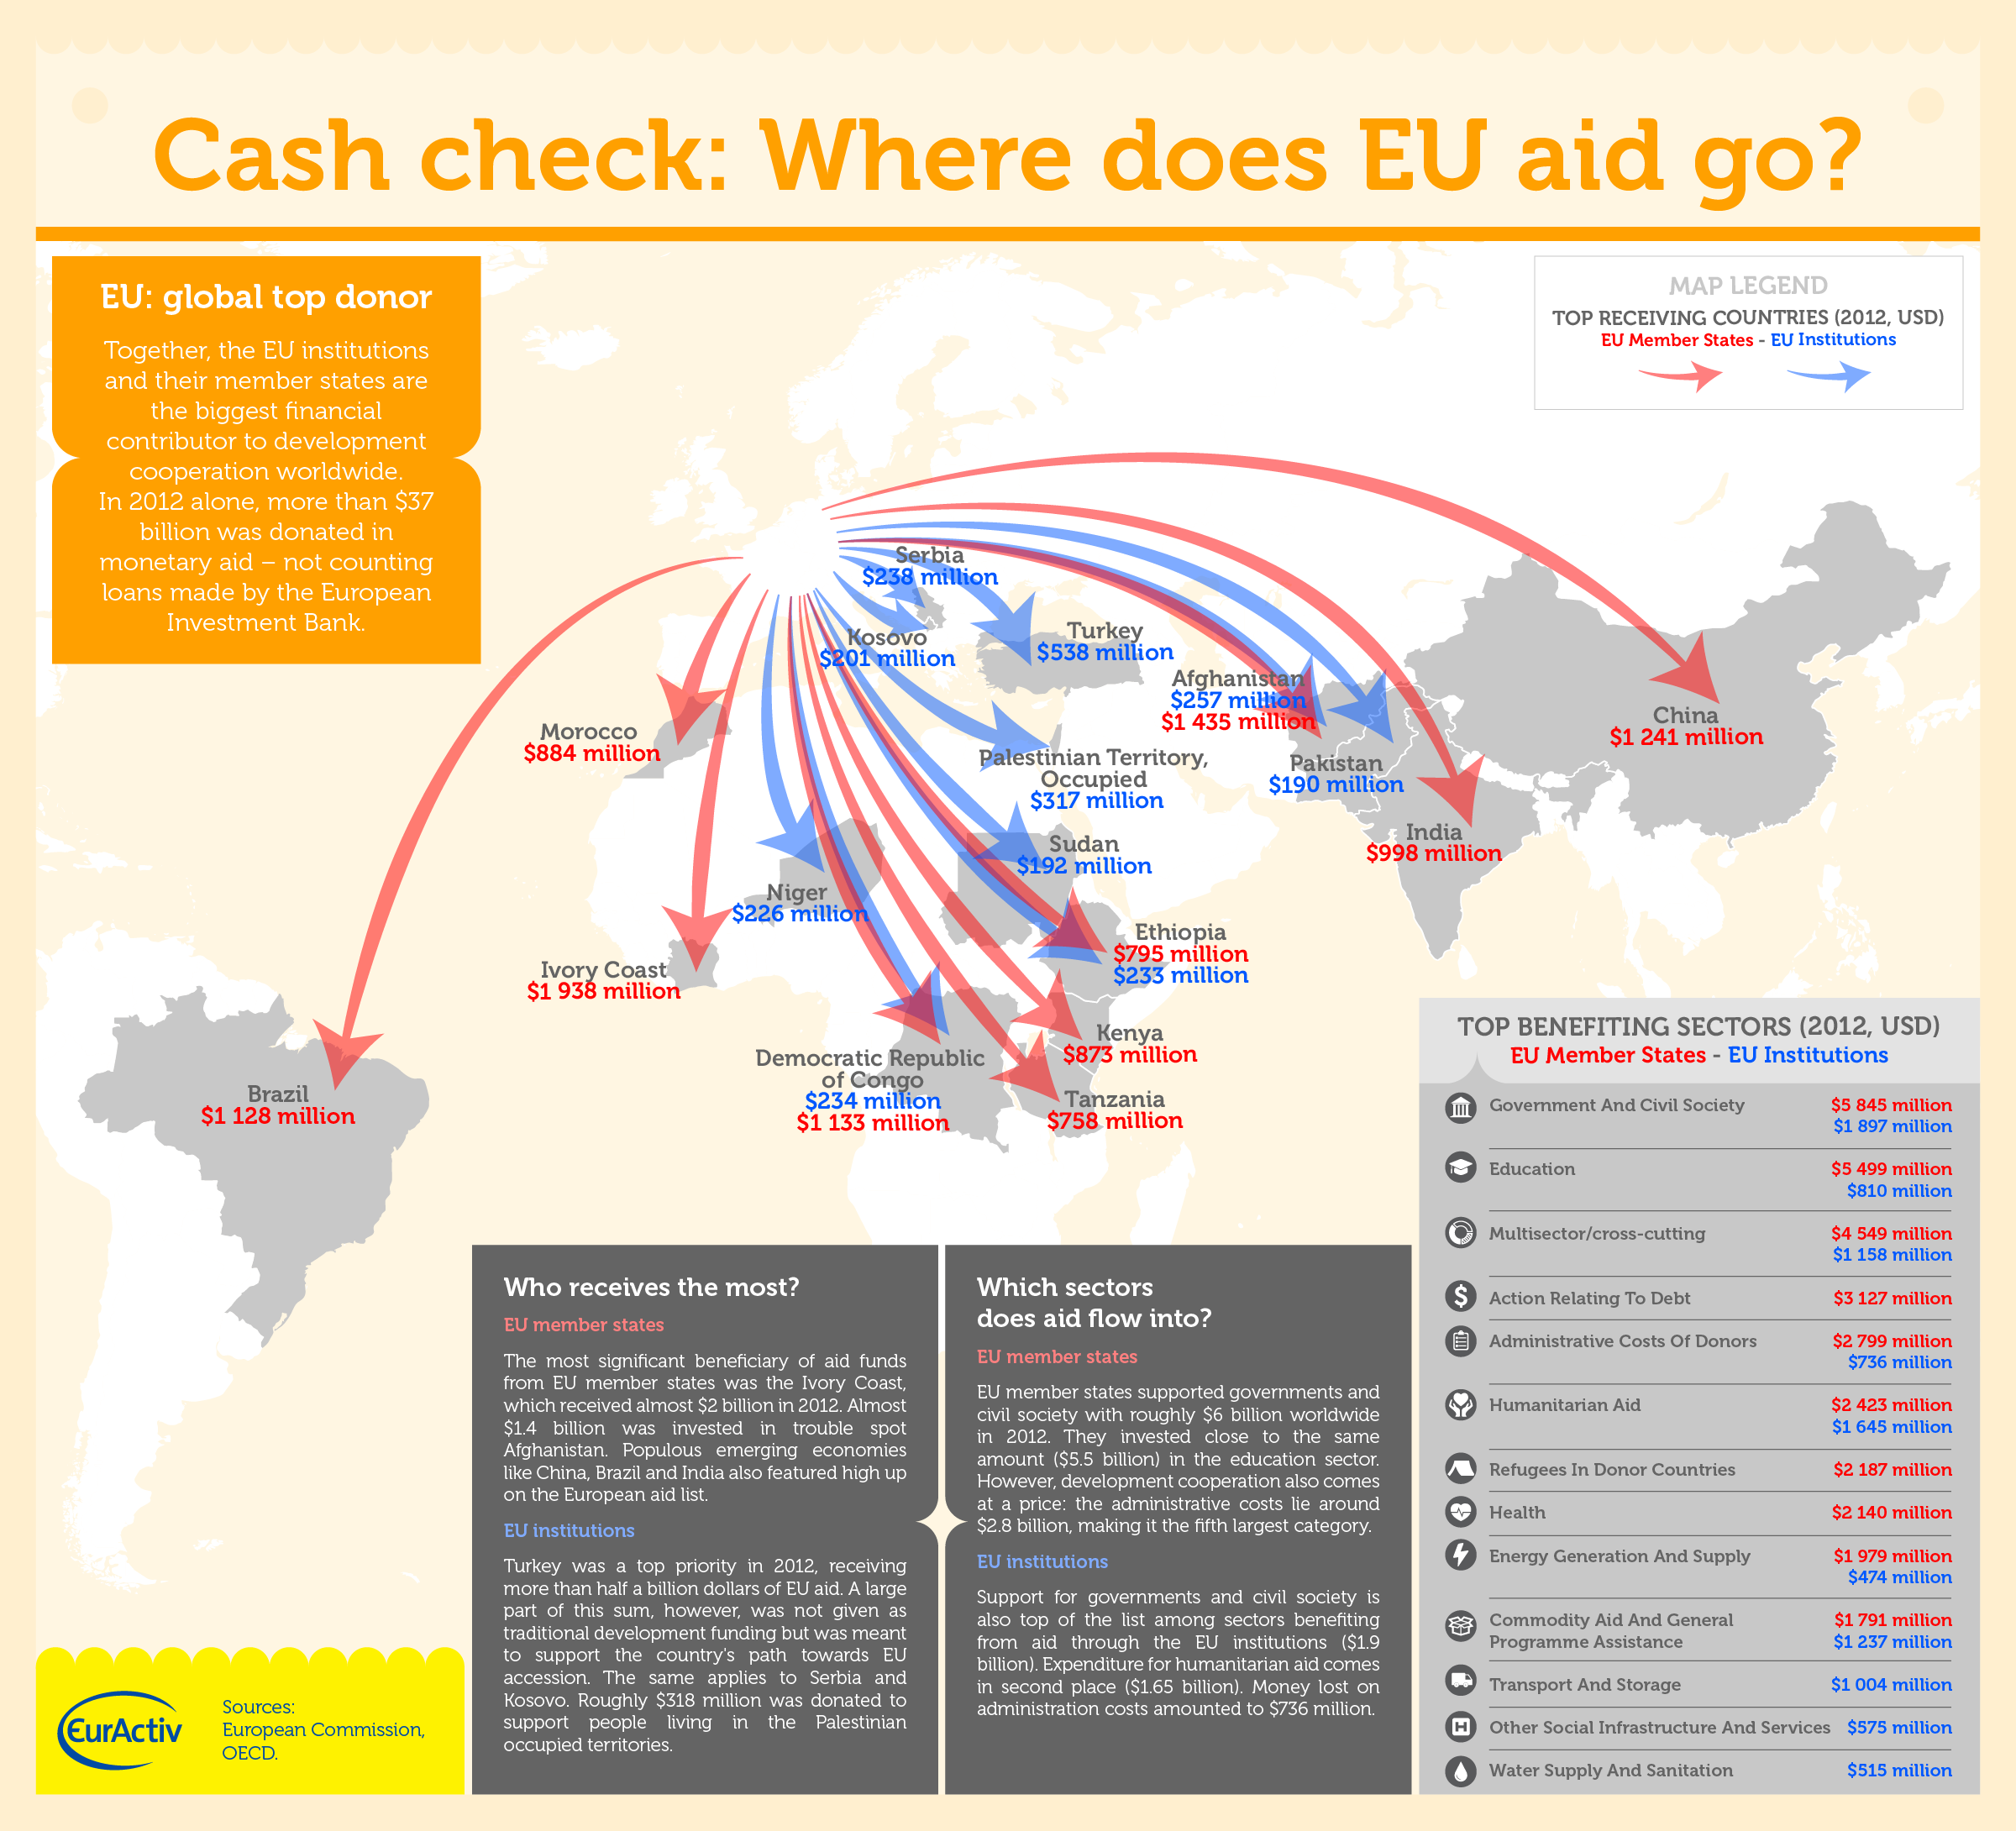 Cash check: Where does EU aid go?
EU: global top donor
Together, the EU institutions
and their member states are
the biggest financial
contributor to development
cooperation worldwide.
In 2012 alone, more than $37
billion was donated in
monetary aid – not counting
loans made by the European
Investment Bank.
MAP LEGEND
TOP RECEIVING COUNTRIES (2012, USD)
EU Member States - EU Institutions
Serbia
$238 million
Kosovo
$201 million
Turkey
$538 million
Afghanistan
$257 million
$1 435 million
Morocco
$884 million
China
$1 241 million
Palestinian Territory,
Occupied
$317 million
Pakistan
$190 million
India
$998 million
Sudan
$192 million
Niger
$226 million
Ethiopia
$795 million
$233 million
Ivory Coast
$1 938 million
Kenya
$873 million
Democratic Republic
of Congo
$234 million
$1 133 million
Tanzania
$758 million
Brazil
$1 128 million
Who receives the most?
EU member states
The most significant beneficiary of aid funds
from EU member states was the Ivory Coast,
which received almost $2 billion in 2012. Almost
$1.4 billion was invested in trouble spot
Afghanistan. Populous emerging economies
like China, Brazil and India also featured high up
on the European aid list.
EU institutions
Turkey was a top priority in 2012, receiving
more than half a billion dollars of EU aid. A large
part of this sum, however, was not given as
traditional development funding but was meant
to support the country's path towards EU
accession. The same applies to Serbia and
Kosovo. Roughly $318 million was donated to
support people living in the Palestinian
occupied territories.
Which sectors
does aid flow into?
EU member states
EU member states supported governments and
civil society with roughly $6 billion worldwide
in 2012. They invested close to the same
amount ($5.5 billion) in the education sector.
However, development cooperation also comes
at a price: the administrative costs lie around
$2.8 billion, making it the fifth largest category.
EU institutions
Support for governments and civil society is
also top of the list among sectors benefiting
from aid through the EU institutions ($1.9
billion). Expenditure for humanitarian aid comes
in second place ($1.65 billion). Money lost on
administration costs amounted to $736 million.
TOP BENEFITING SECTORS (2012, USD)
EU Member States - EU Institutions
Government And Civil Society $5 845 million
$1 897 million
Education $5 499 million
$810 million
Multisector/cross-cutting $4 549 million
$1 158 million
Action Relating To Debt $3 127 million
Administrative Costs Of Donors $2 799 million
$736 million
Humanitarian Aid $2 423 million
$1 645 million
Refugees In Donor Countries $2 187 million
Health $2 140 million
Energy Generation And Supply $1 979 million
$474 million
Commodity Aid And General $1 791 million
Programme Assistance $1 237 million
Transport And Storage $1 004 million
Other Social Infrastructure And Services $575 million
Water Supply And Sanitation $515 million
EurActiv
Sources:
European Commission,
OECD.